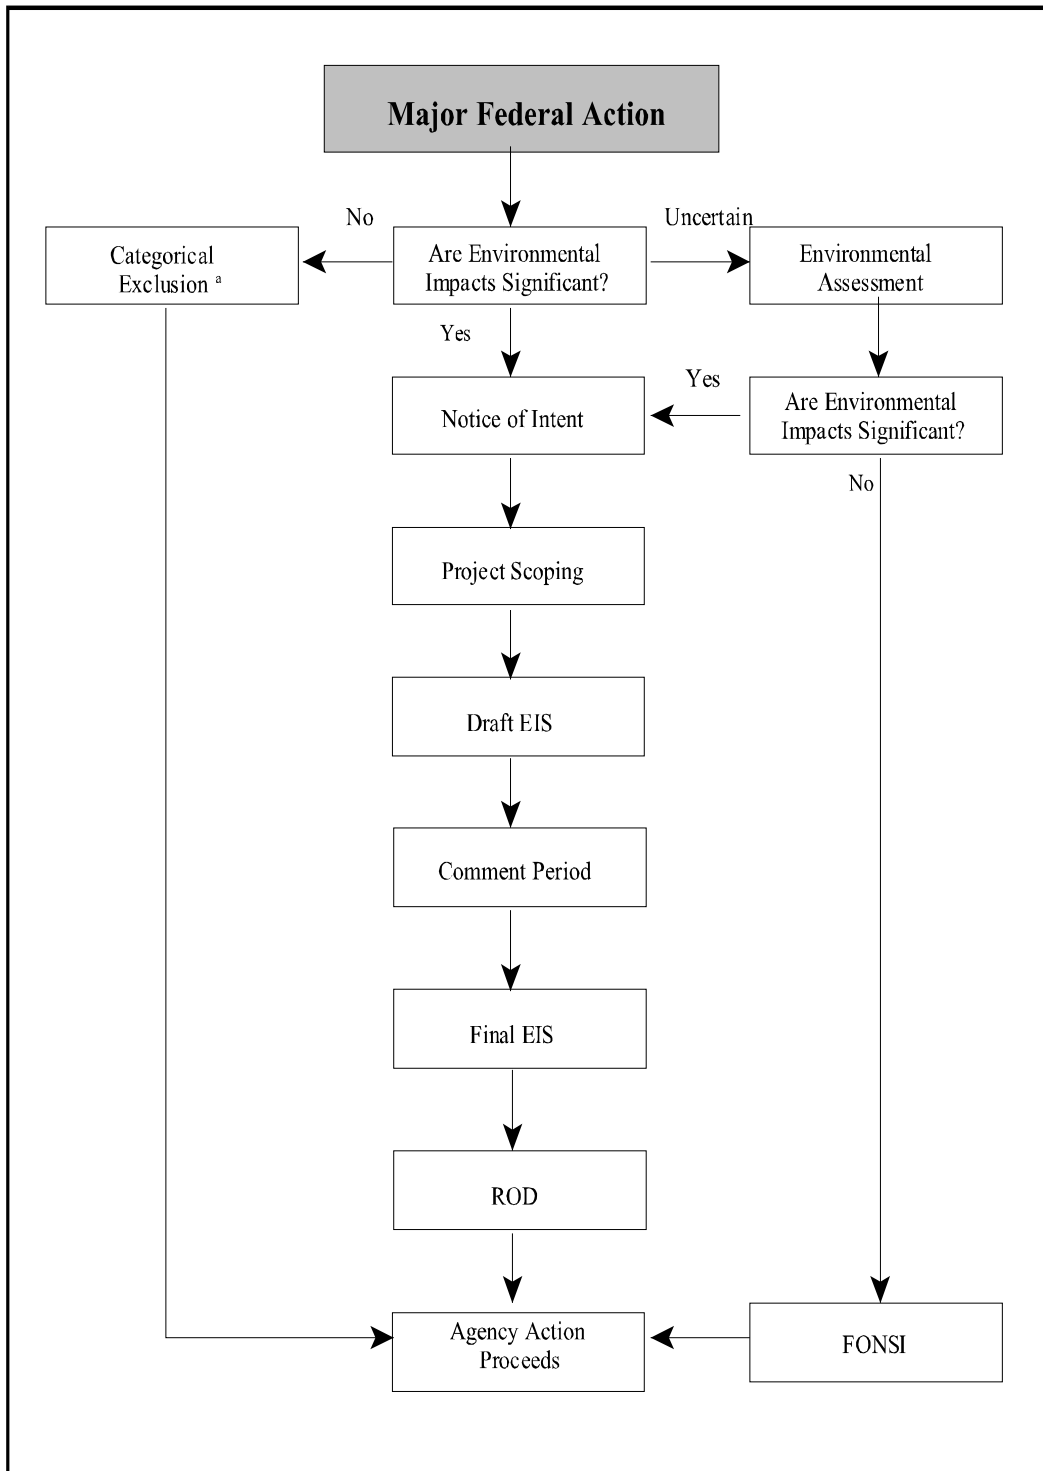 Major Federal Action
No
Uncertain
Categorical
Exclusion ᵃ
Are Environmental
Impacts Significant?
Environmental
Assessment
Yes
Notice of Intent
Yes
Are Environmental
Impacts Significant?
No
Project Scoping
Draft EIS
Comment Period
Final EIS
ROD
Agency Action
Proceeds
FONSI